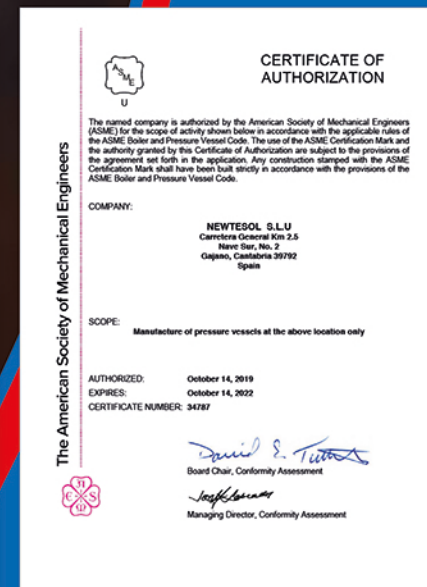 ASME
U
CERTIFICATE OF
AUTHORIZATION
The named company is authorized by the American Society of Mechanical Engineers
(ASME) for the scope of activity shown below in accordance with the applicable rules of
the ASME Boiler and Pressure Vessel Code. The use of the ASME Certification Mark and
the authority granted by this Certificate of Authorization are subject to the provisions of
the agreement set forth in the application. Any construction stamped with the ASME
Certification Mark shall have been built strictly in accordance with the provisions of the
ASME Boiler and Pressure Vessel Code.
COMPANY:
NEWTESOL S.L.U
Carretera General Km 2.5
Nave Sur, No. 2
Gajano, Cantabria 39792
Spain
SCOPE:
Manufacture of pressure vessels at the above location only
AUTHORIZED: October 14, 2019
EXPIRES: October 14, 2022
CERTIFICATE NUMBER: 34787
Board Chair, Conformity Assessment
Managing Director, Conformity Assessment
The American Society of Mechanical Engineers